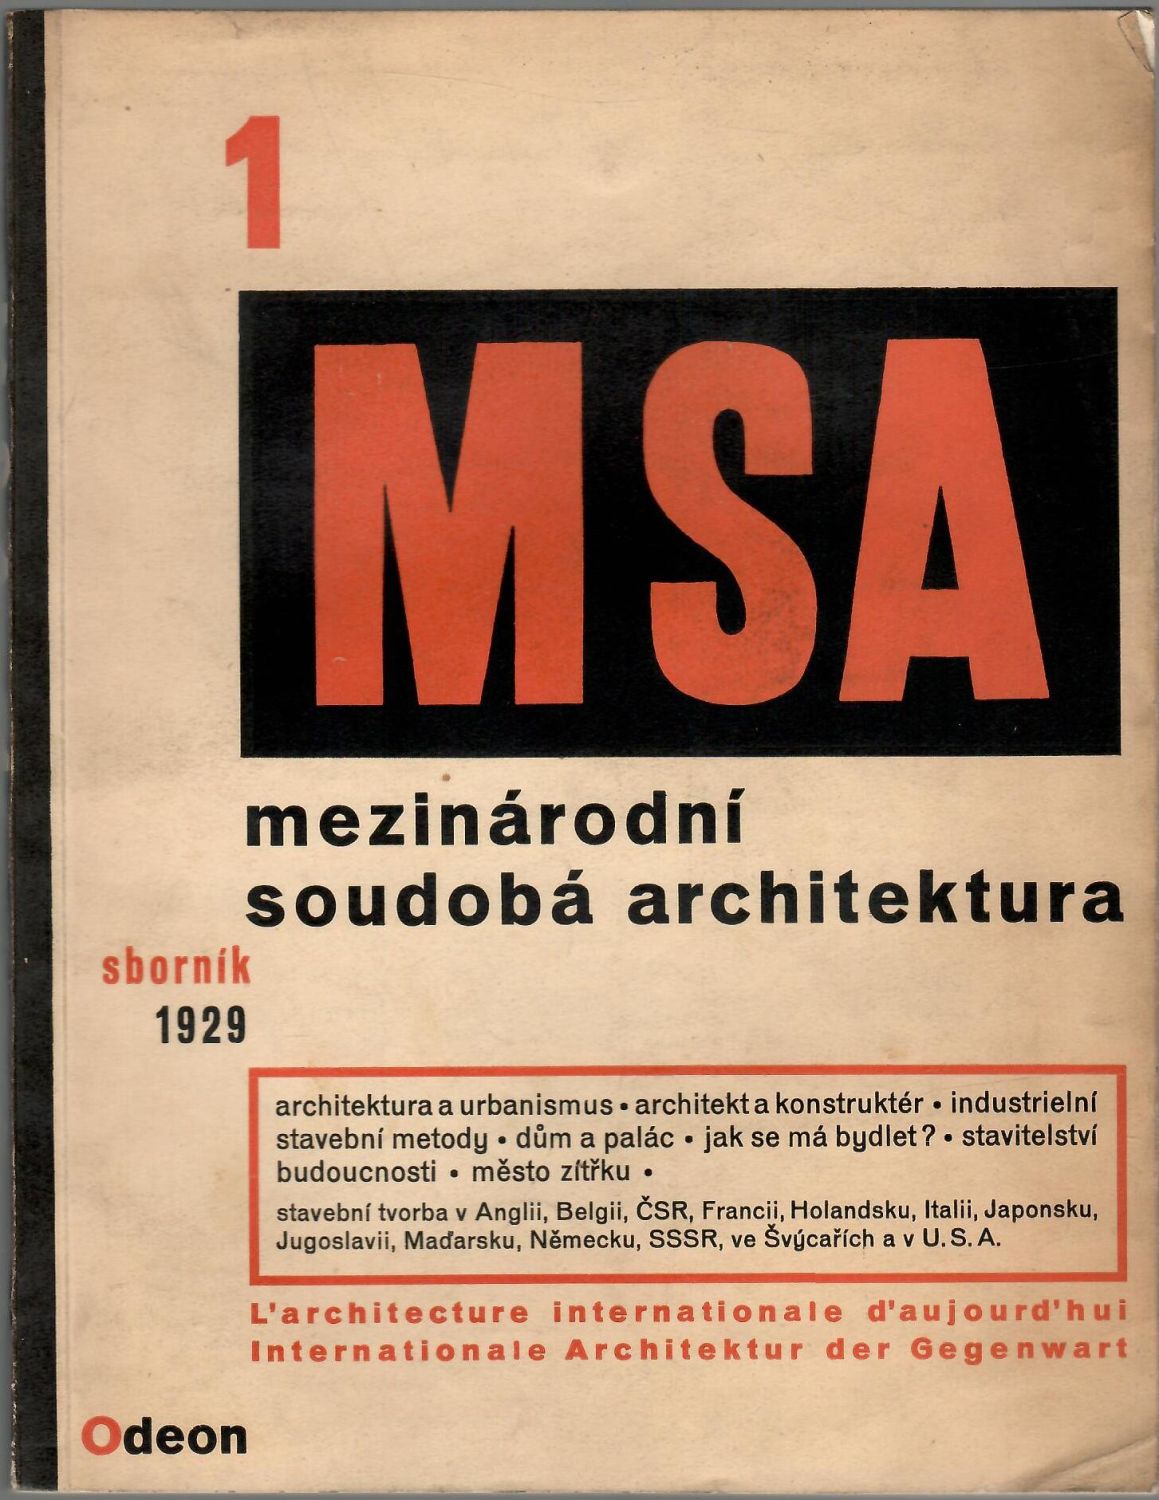 1
MSA
mezinárodní
soudobá architektura
sborník
1929
architektura a urbanismus • architekt a konstruktér • industrielní
stavební metody • dům a palác • jak se má bydlet? • stavitelství
budoucnosti • město zítřku •
stavební tvorba v Anglii, Belgii, ČSR, Francii, Holandsku, Italii, Japonsku,
Jugoslavii, Maďarsku, Německu, SSSR, ve Švýcařích a v U. S. A.
L'architecture internationale d'aujourd'hui
Internationale Architektur der Gegenwart
Odeon